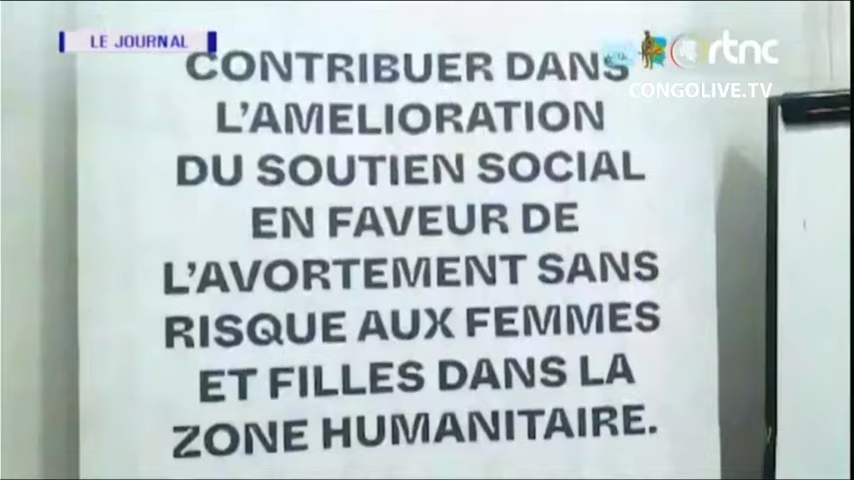 LE JOURNAL
rtnc
CONGOLIVE.TV
CONTRIBUER DANS
L'AMELIORATION
DU SOUTIEN SOCIAL
EN FAVEUR DE
L'AVORTEMENT SANS
RISQUE AUX FEMMES
ET FILLES DANS LA
ZONE HUMANITAIRE.